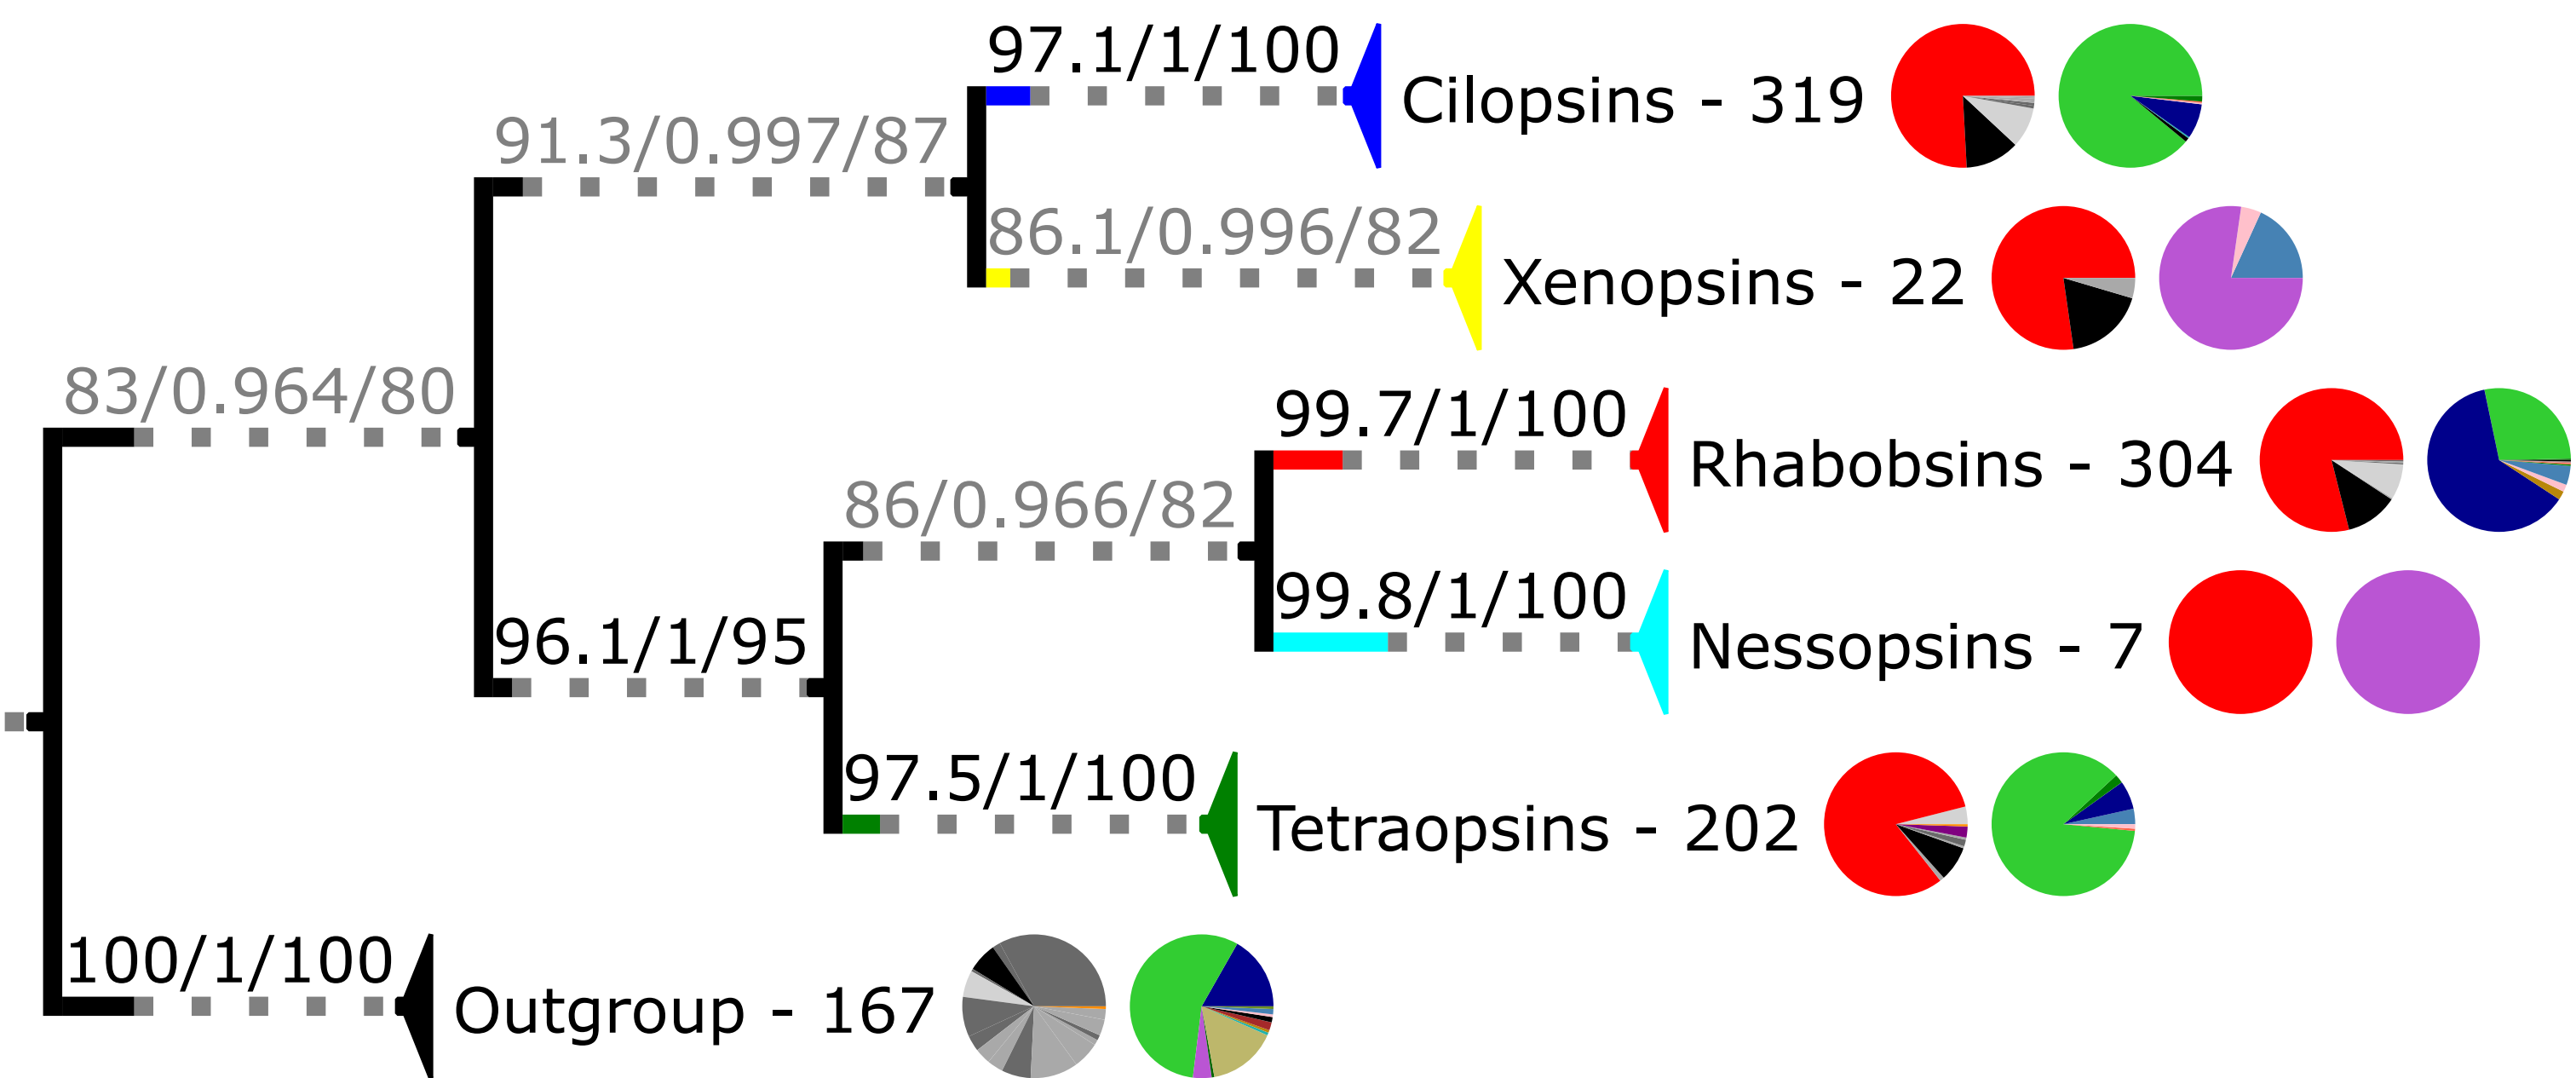 97.1/1/100
Cilopsins - 319
91.3/0.997/87
86.1/0.996/82
Xenopsins - 22
83/0.964/80
99.7/1/100
Rhabobsins - 304
86/0.966/82
99.8/1/100
Nessopsins - 7
96.1/1/95
97.5/1/100
Tetraopsins - 202
100/1/100
Outgroup - 167